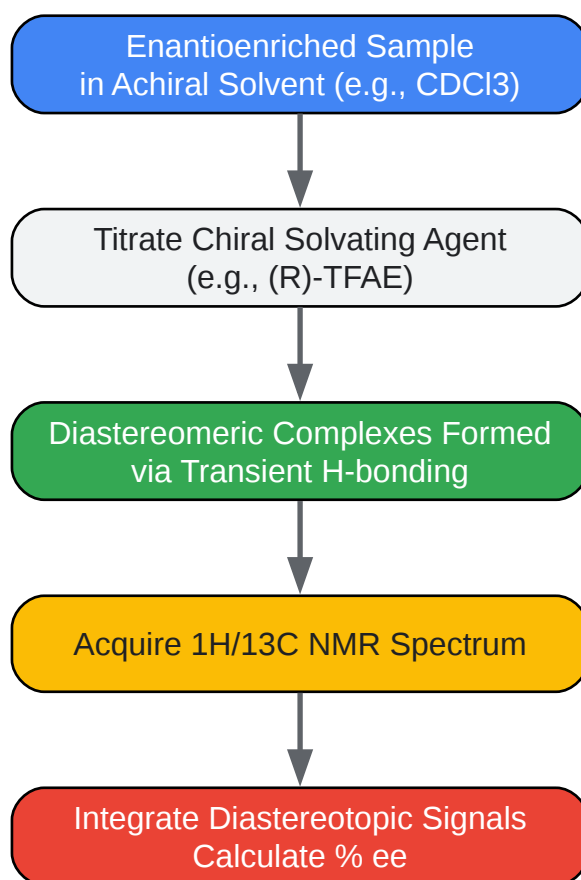 Enantioenriched Sample
in Achiral Solvent (e.g., CDCl3)
Titrate Chiral Solvating Agent
(e.g., (R)-TFAE)
Diastereomeric Complexes Formed
via Transient H-bonding
Acquire 1H/13C NMR Spectrum
Integrate Diastereotopic Signals
Calculate % ee